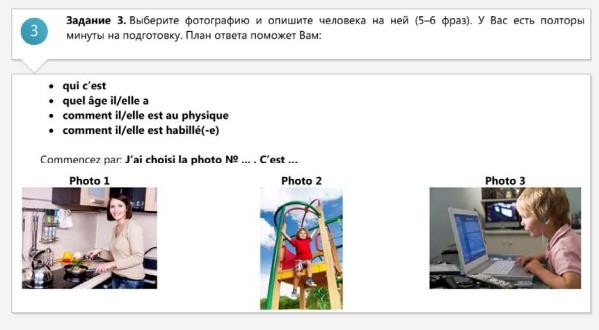 3
Задание 3. Выберите фотографию и опишите человека на ней (5–6 фраз). У Вас есть полторы
минуты на подготовку. План ответа поможет Вам:
• qui c’est
• quel âge il/elle a
• comment il/elle est au physique
• comment il/elle est habillé(-e)
Commencez par: J’ai choisi la photo № ... . C’est ...
Photo 1 Photo 2 Photo 3